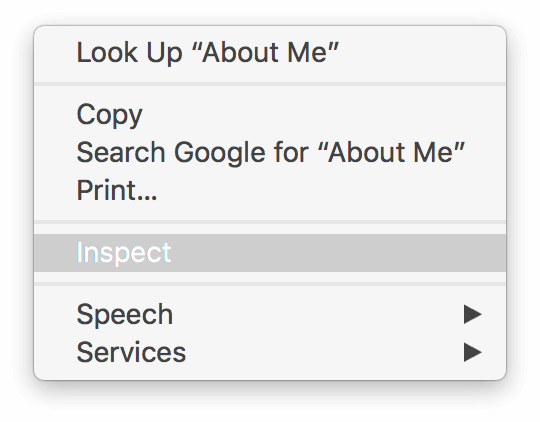 Look Up “About Me”
Copy
Search Google for “About Me”
Print...
Inspect
Speech
Services